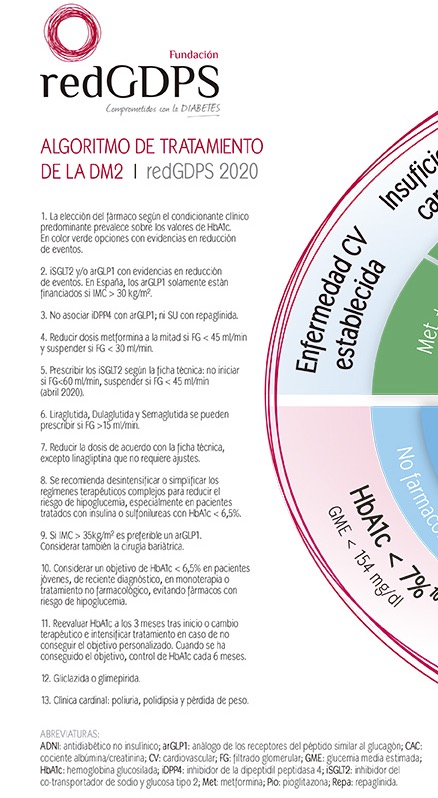 Fundación
redGDPS
Comprometidos con la DIABETES
ALGORITMO DE TRATAMIENTO
DE LA DM2 | redGDPS 2020
1. La elección del fármaco según el condicionante clínico
predominante prevalece sobre los valores de HbA1c.
En color verde opciones con evidencias en reducción
de eventos.
2. iSGLT2 y/o arGLP1 con evidencias en reducción
de eventos. En España, los arGLP1 solamente están
financiados si IMC > 30 kg/m².
3. No asociar iDPP4 con arGLP1; ni SU con repaglinida.
4. Reducir dosis metformina a la mitad si FG < 45 ml/min
y suspender si FG < 30 ml/min.
5. Prescribir los iSGLT2 según la ficha técnica: no iniciar
si FG<60 ml/min, suspender si FG < 45 ml/min
(abril 2020).
6. Liraglutida, Dulaglutida y Semaglutida se pueden
prescribir si FG >15 ml/min.
7. Reducir la dosis de acuerdo con la ficha técnica,
excepto linagliptina que no requiere ajustes.
8. Se recomienda desintensificar o simplificar los
regímenes terapéuticos complejos para reducir el
riesgo de hipoglucemia, especialmente en pacientes
tratados con insulina o sulfonilureas con HbA1c < 6,5%.
9. Si IMC > 35kg/m² es preferible un arGLP1.
Considerar también la cirugía bariátrica.
10. Considerar un objetivo de HbA1c < 6,5% en pacientes
jóvenes, de reciente diagnóstico, en monoterapia o
tratamiento no farmacológico, evitando fármacos con
riesgo de hipoglucemia.
11. Reevaluar HbA1c a los 3 meses tras inicio o cambio
terapéutico e intensificar tratamiento en caso de no
conseguir el objetivo personalizado. Cuando se ha
conseguido el objetivo, control de HbA1c cada 6 meses.
12. Gliclazida o glimepirida.
13. Clínica cardinal: poliuria, polidipsia y pérdida de peso.
Insufici
car
Enfermedad CV
establecida
Met
No farmac
HbA1c < 7%¹⁰
GME < 154 mg/dl
ABREVIATURAS:
ADNI: antidiabético no insulínico; arGLP1: análogo de los receptores del péptido similar al glucagón; CAC:
cociente albúmina/creatinina; CV: cardiovascular; FG: filtrado glomerular; GME: glucemia media estimada;
HbA1c: hemoglobina glucosilada; iDPP4: inhibidor de la dipeptidil peptidasa 4; iSGLT2: inhibidor del
co-transportador de sodio y glucosa tipo 2; Met: metformina; Pio: pioglitazona; Repa: repaglinida.